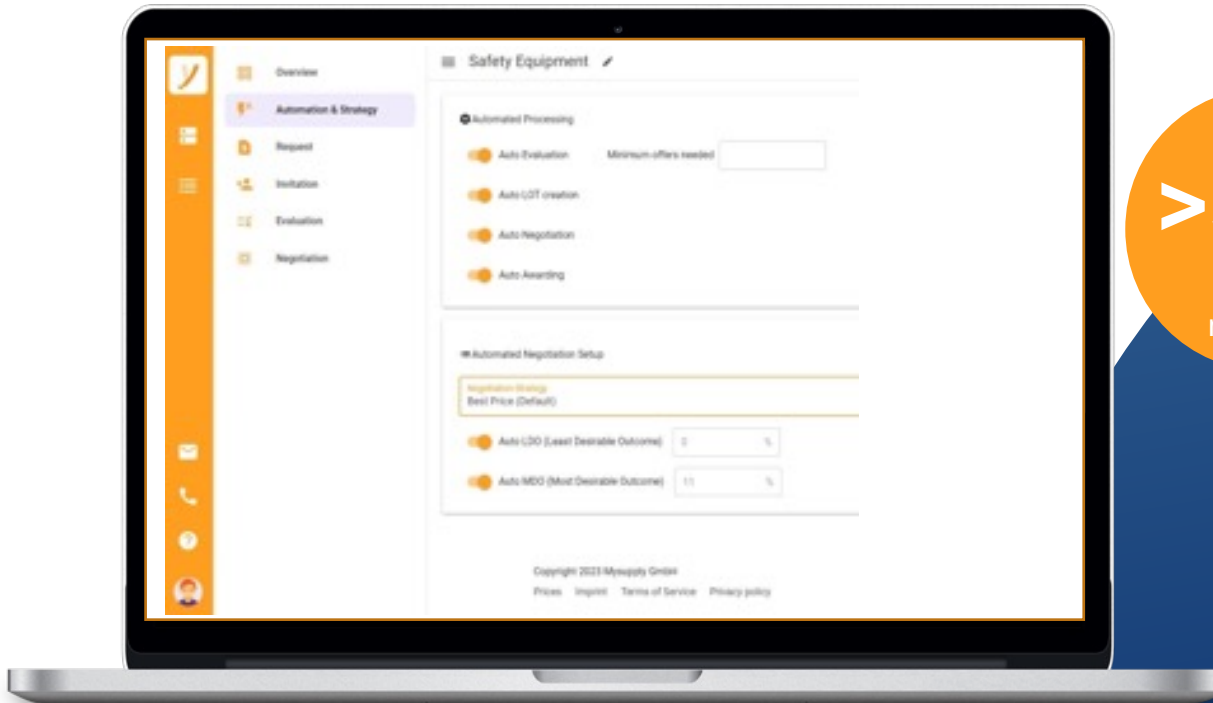 Safety Equipment
Overview
Automation & Strategy
Request
Invitation
Evaluation
Negotiation
Automated Processing
Auto Evaluation Minimum offers needed
Auto LOT creation
Auto Negotiation
Auto Awarding
Automated Negotiation Setup
Negotiation Strategy
Best Price (Default)
Auto LDO (Least Desirable Outcome) %
Auto MDO (Most Desirable Outcome) 11 %
Copyright 2023 Mysupply GmbH
Prices Imprint Terms of Service Privacy policy